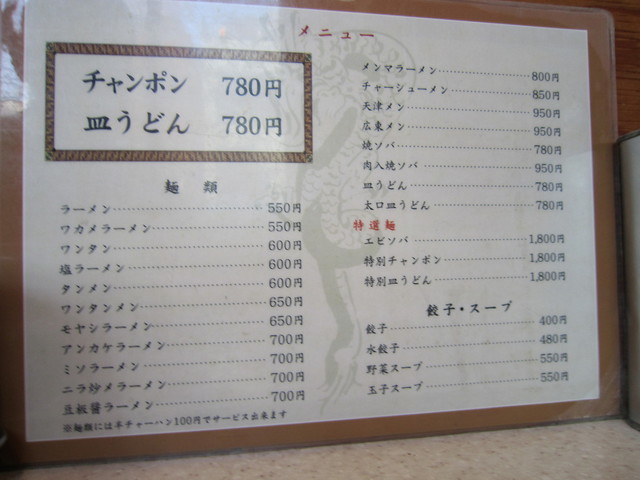 メニュー
チャンポン 780円
皿うどん 780円
麺類
ラーメン 550円
ワカメラーメン 550円
ワンタン 600円
塩ラーメン 600円
タンメン 600円
ワンタンメン 650円
モヤシラーメン 650円
アンカケラーメン 700円
ミソラーメン 700円
ニラ炒メラーメン 700円
豆板醤ラーメン 700円
※麺類には半チャーハン100円でサービス出来ます
メンマラーメン 800円
チャーシューメン 850円
天津メン 950円
広東メン 950円
焼ソバ 780円
肉入焼ソバ 950円
皿うどん 780円
太口皿うどん 780円
特選麺
エビソバ 1,800円
特別チャンポン 1,800円
特別皿うどん 1,800円
餃子・スープ
餃子 400円
水餃子 480円
野菜スープ 550円
玉子スープ 550円